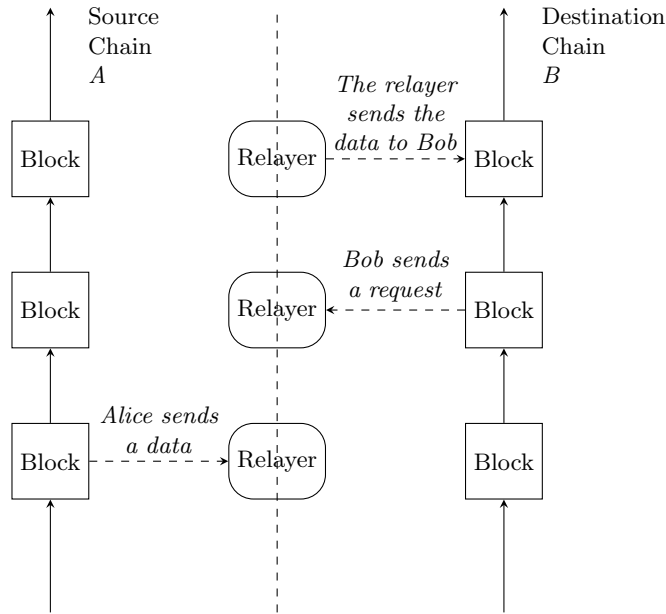 Source
Chain
A
Destination
Chain
B
The relayer
sends the
data to Bob
Block
Relayer
Block
Bob sends
a request
Block
Relayer
Block
Alice sends
a data
Block
Relayer
Block